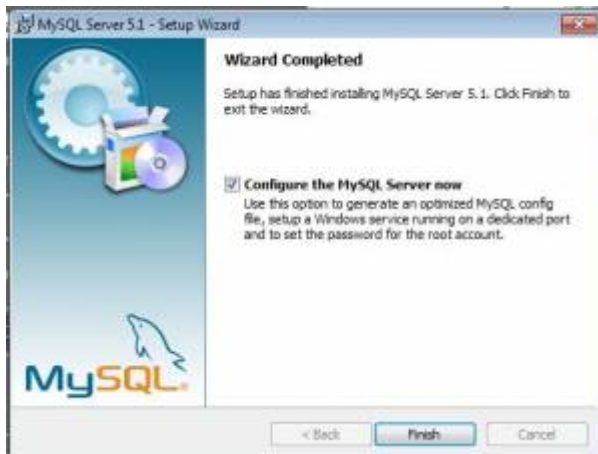 MySQL Server 5.1 - Setup Wizard
Wizard Completed
Setup has finished installing MySQL Server 5.1. Click Finish to
exit the wizard.
Configure the MySQL Server now
Use this option to generate an optimized MySQL config
file, setup a Windows service running on a dedicated port
and to set the password for the root account.
MySQL.
< Back
Finish
Cancel